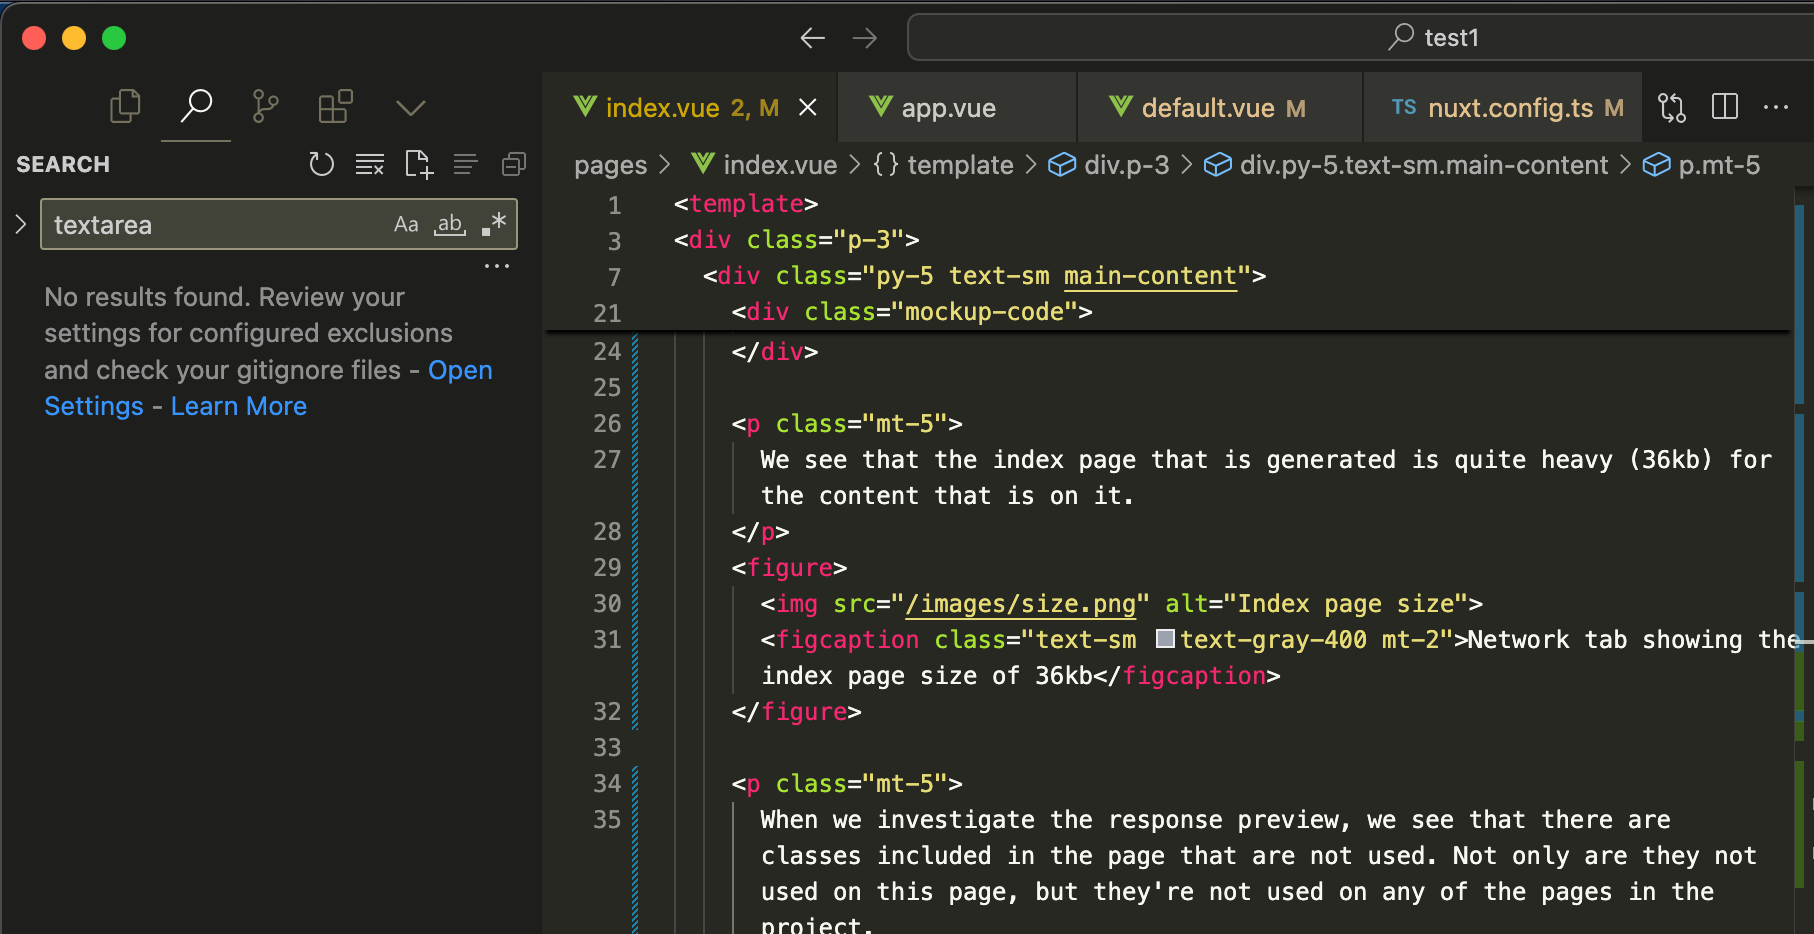 test1
index.vue 2, M
app.vue
default.vue M
TS nuxt.config.ts M
SEARCH
textarea Aa ab .*
No results found. Review your
settings for configured exclusions
and check your gitignore files - Open
Settings - Learn More
pages > index.vue > {} template > div.p-3 > div.py-5.text-sm.main-content > p.mt-5
1 <template>
3 <div class="p-3">
7 <div class="py-5 text-sm main-content">
21 <div class="mockup-code">
24 </div>
25
26 <p class="mt-5">
27 We see that the index page that is generated is quite heavy (36kb) for
the content that is on it.
28 </p>
29 <figure>
30 <img src="/images/size.png" alt="Index page size">
31 <figcaption class="text-sm text-gray-400 mt-2">Network tab showing the
index page size of 36kb</figcaption>
32 </figure>
33
34 <p class="mt-5">
35 When we investigate the response preview, we see that there are
classes included in the page that are not used. Not only are they not
used on this page, but they're not used on any of the pages in the
project.